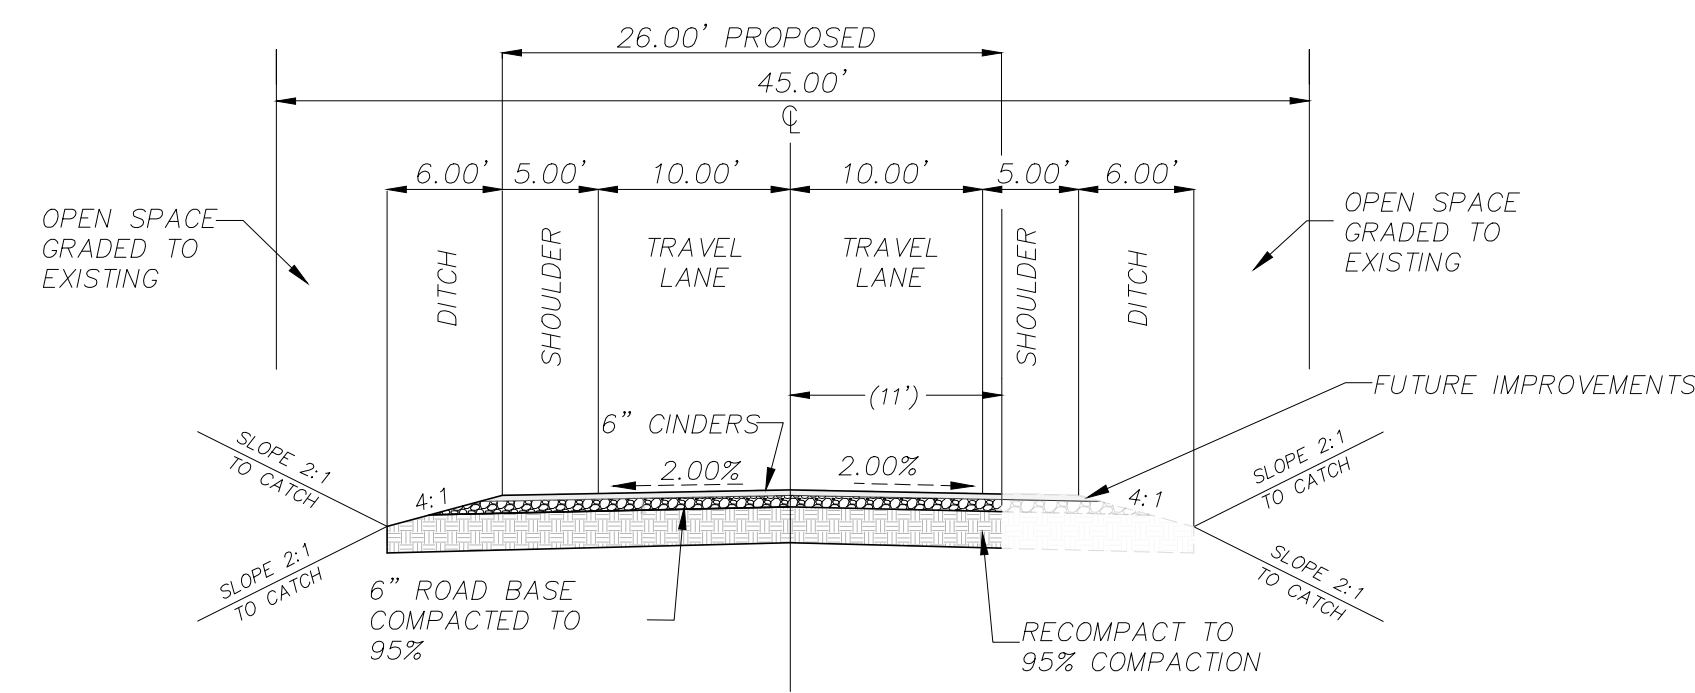 26.00' PROPOSED
45.00'
℄
6.00'
5.00'
10.00'
10.00'
5.00'
6.00'
OPEN SPACE
GRADED TO
EXISTING
DITCH
SHOULDER
TRAVEL
LANE
TRAVEL
LANE
SHOULDER
DITCH
OPEN SPACE
GRADED TO
EXISTING
(11')
FUTURE IMPROVEMENTS
6" CINDERS
2.00%
2.00%
SLOPE 2:1
TO CATCH
4:1
4:1
SLOPE 2:1
TO CATCH
SLOPE 2:1
TO CATCH
SLOPE 2:1
TO CATCH
6" ROAD BASE
COMPACTED TO
95%
RECOMPACT TO
95% COMPACTION